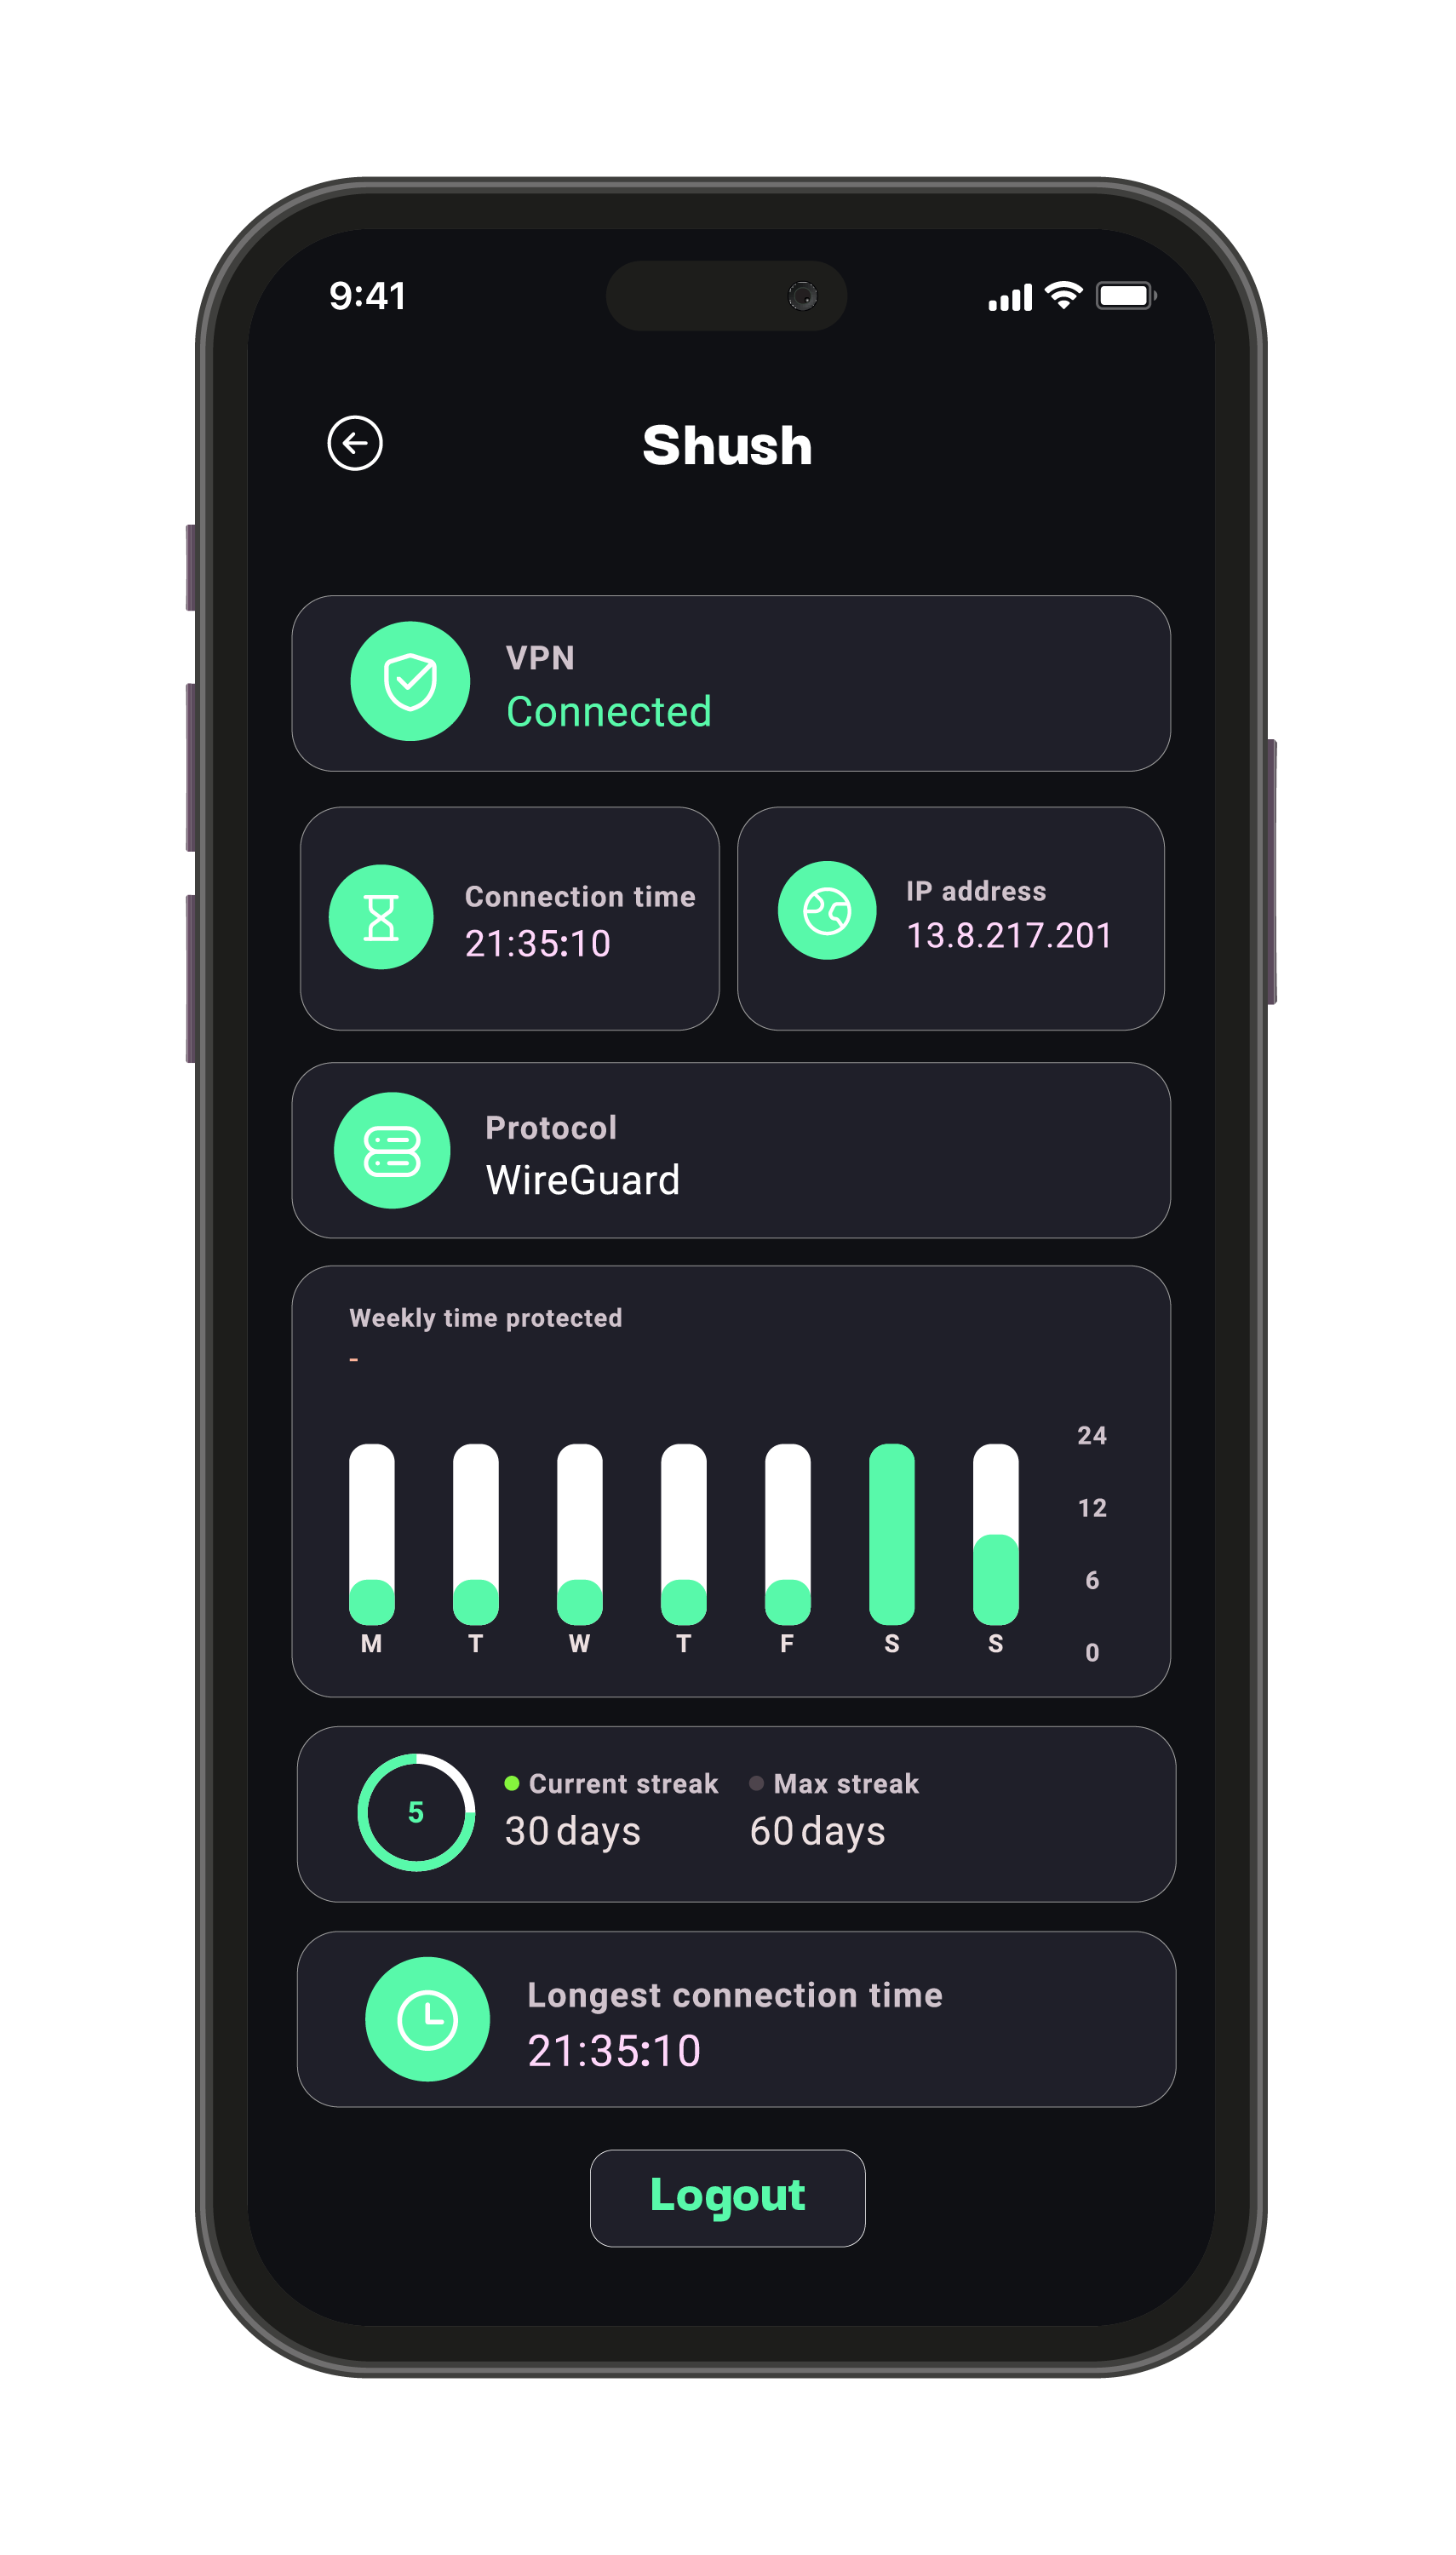 9:41
Shush
VPN
Connected
Connection time
21:35:10
IP address
13.8.217.201
Protocol
WireGuard
Weekly time protected
-
24
12
6
0
M T W T F S S
5
Current streak
30 days
Max streak
60 days
Longest connection time
21:35:10
Logout